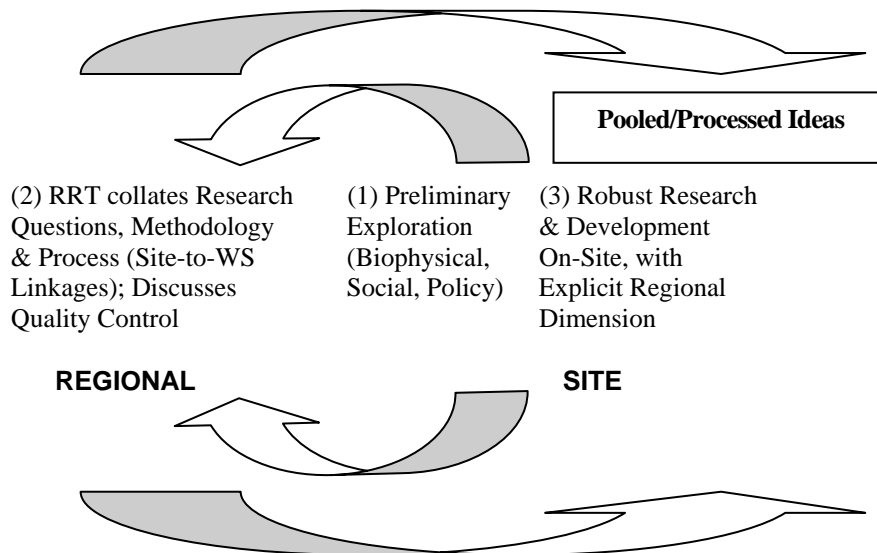 Pooled/Processed Ideas
(2) RRT collates Research
Questions, Methodology
& Process (Site-to-WS
Linkages); Discusses
Quality Control
(1) Preliminary
Exploration
(Biophysical,
Social, Policy)
(3) Robust Research
& Development
On-Site, with
Explicit Regional
Dimension
REGIONAL
SITE